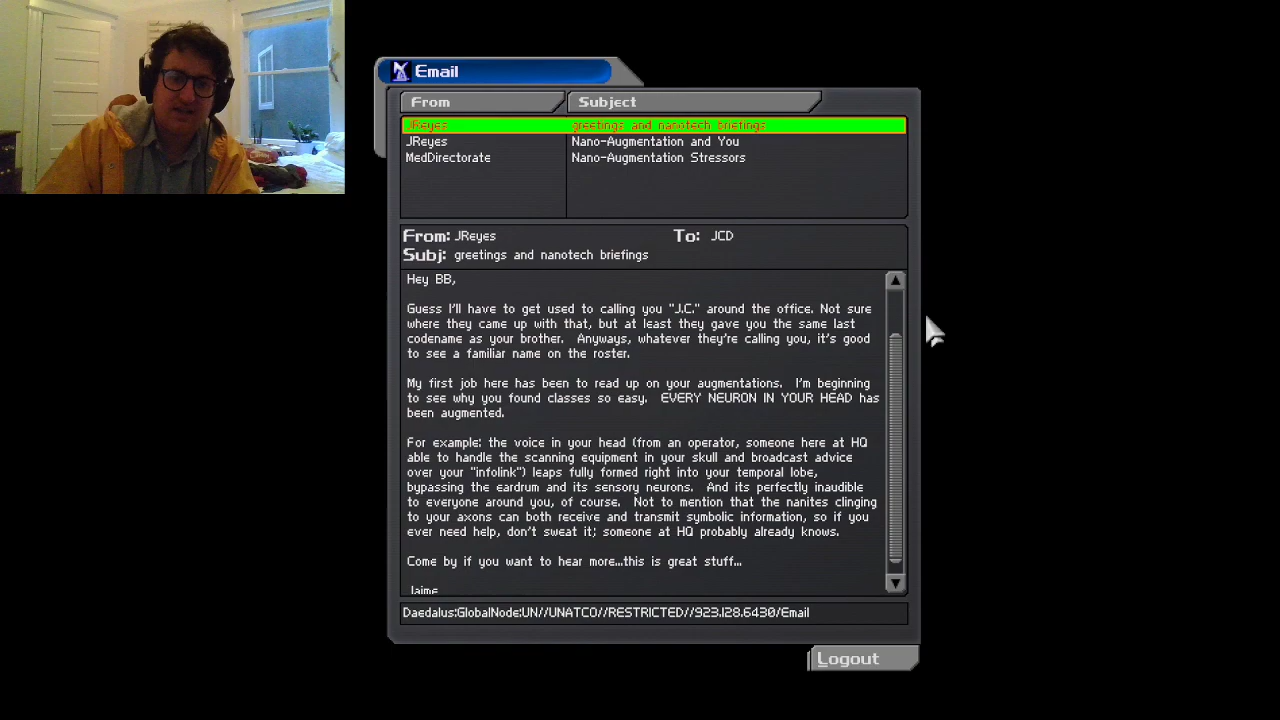 Email
From Subject
JReyes greetings and nanotech briefings
JReyes Nano-Augmentation and You
MedDirectorate Nano-Augmentation Stressors
From: JReyes To: JCD
Subj: greetings and nanotech briefings
Hey BB,
Guess I'll have to get used to calling you "J.C." around the office. Not sure
where they came up with that, but at least they gave you the same last
codename as your brother. Anyways, whatever they're calling you, it's good
to see a familiar name on the roster.
My first job here has been to read up on your augmentations. I'm beginning
to see why you found classes so easy. EVERY NEURON IN YOUR HEAD has
been augmented.
For example: the voice in your head (from an operator, someone here at HQ
able to handle the scanning equipment in your skull and broadcast advice
over your "infolink") leaps fully formed right into your temporal lobe,
bypassing the eardrum and its sensory neurons. And its perfectly inaudible
to everyone around you, of course. Not to mention that the nanites clinging
to your axons can both receive and transmit symbolic information, so if you
ever need help, don't sweat it; someone at HQ probably already knows.
Come by if you want to hear more...this is great stuff...
Jaime
Daedalus:GlobalNode:UN//UNATCO//RESTRICTED//923.128.6430/Email
Logout